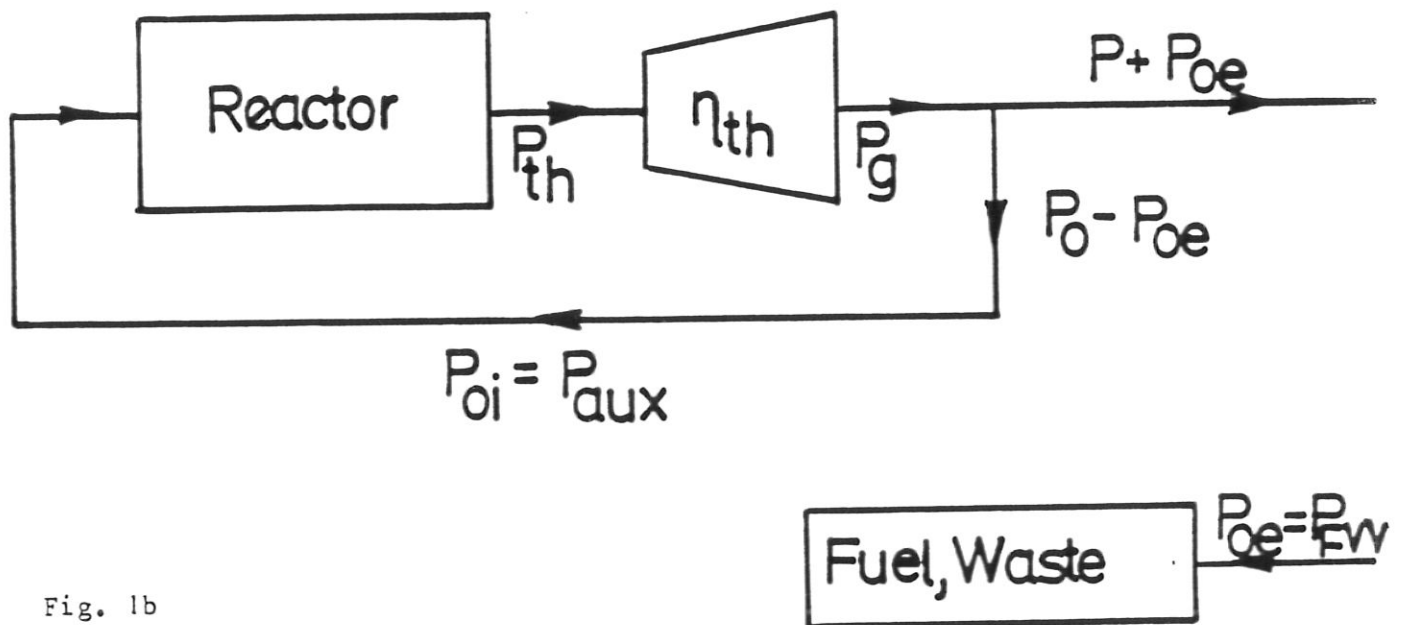 P + P_oe
Reactor
P_th
η_th
P_g
P_o - P_oe
P_oi = P_aux
P_oe = P_FW
Fuel, Waste
Fig. 1b